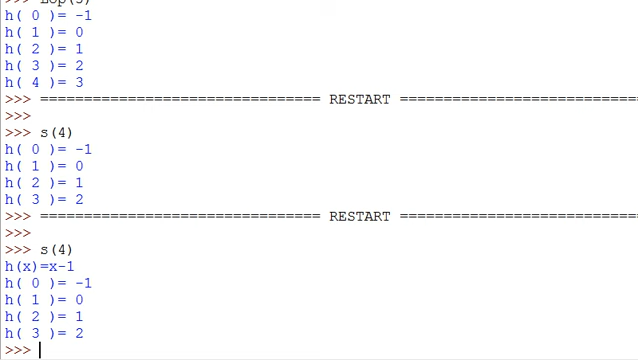 h( 0 )= -1
h( 1 )= 0
h( 2 )= 1
h( 3 )= 2
h( 4 )= 3
>>> ================================ RESTART ===========================
>>>
>>> s(4)
h( 0 )= -1
h( 1 )= 0
h( 2 )= 1
h( 3 )= 2
>>> ================================ RESTART ===========================
>>>
>>> s(4)
h(x)=x-1
h( 0 )= -1
h( 1 )= 0
h( 2 )= 1
h( 3 )= 2
>>>